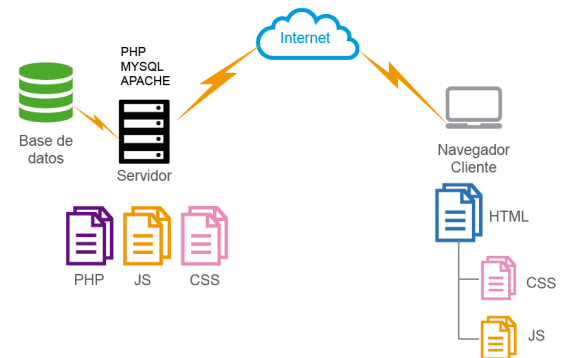 Internet
PHP
MYSQL
APACHE
Base de
datos
Servidor
Navegador
Cliente
PHP
JS
CSS
HTML
CSS
JS